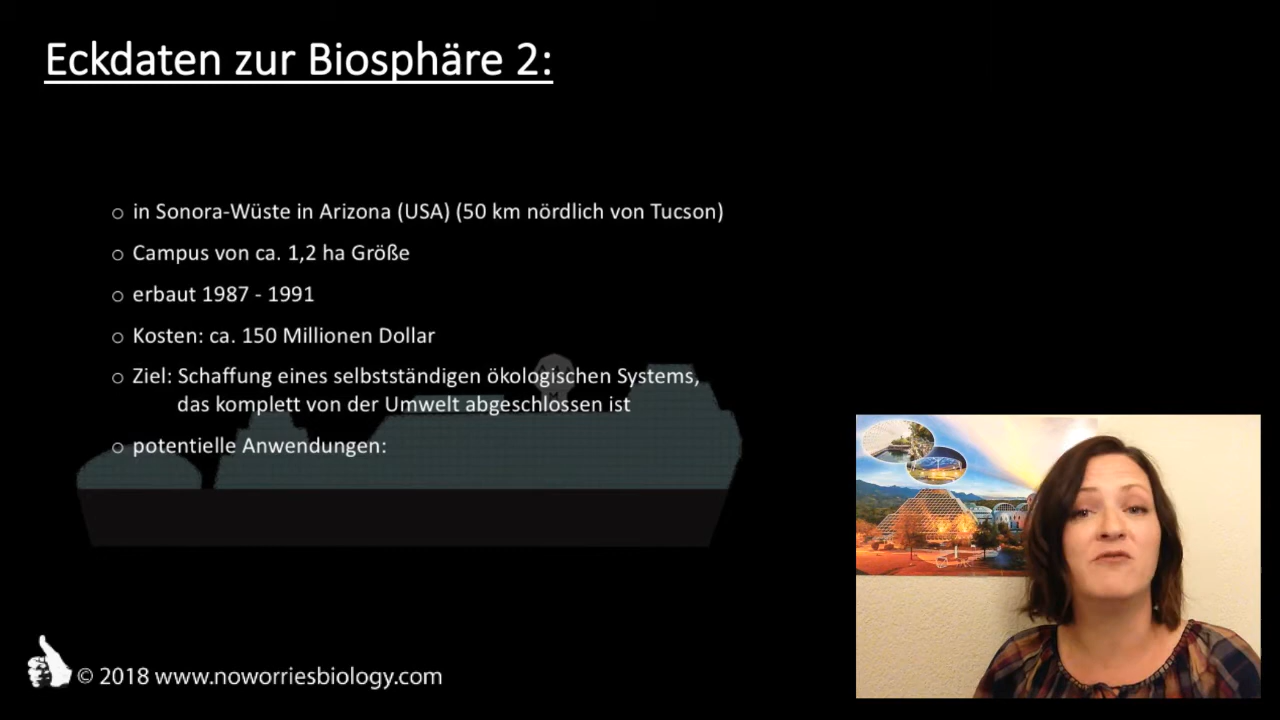 Eckdaten zur Biosphäre 2:
o in Sonora-Wüste in Arizona (USA) (50 km nördlich von Tucson)
o Campus von ca. 1,2 ha Größe
o erbaut 1987 - 1991
o Kosten: ca. 150 Millionen Dollar
o Ziel: Schaffung eines selbstständigen ökologischen Systems,
das komplett von der Umwelt abgeschlossen ist
o potentielle Anwendungen:
© 2018 www.noworriesbiology.com